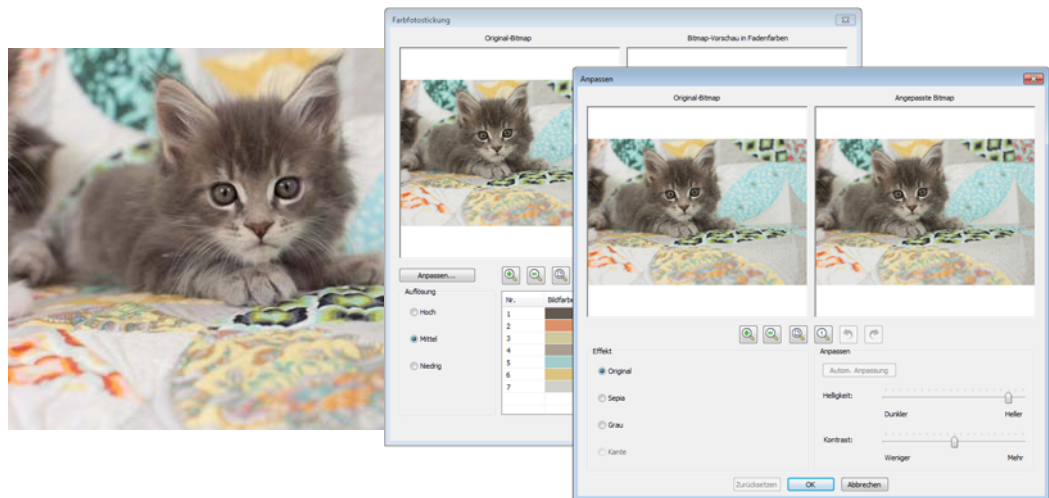 Farbfotostickung
Original-Bitmap
Bitmap-Vorschau in Fadenfarben
Anpassen...
Auflösung
Hoch
Mittel
Niedrig
Nr.
Bildfarbe
1
2
3
4
5
6
7
Anpassen
Original-Bitmap
Angepasste Bitmap
Effekt
Original
Sepia
Grau
Kante
Anpassen
Autom. Anpassung
Helligkeit:
Dunkler
Heller
Kontrast:
Weniger
Mehr
Zurücksetzen
OK
Abbrechen